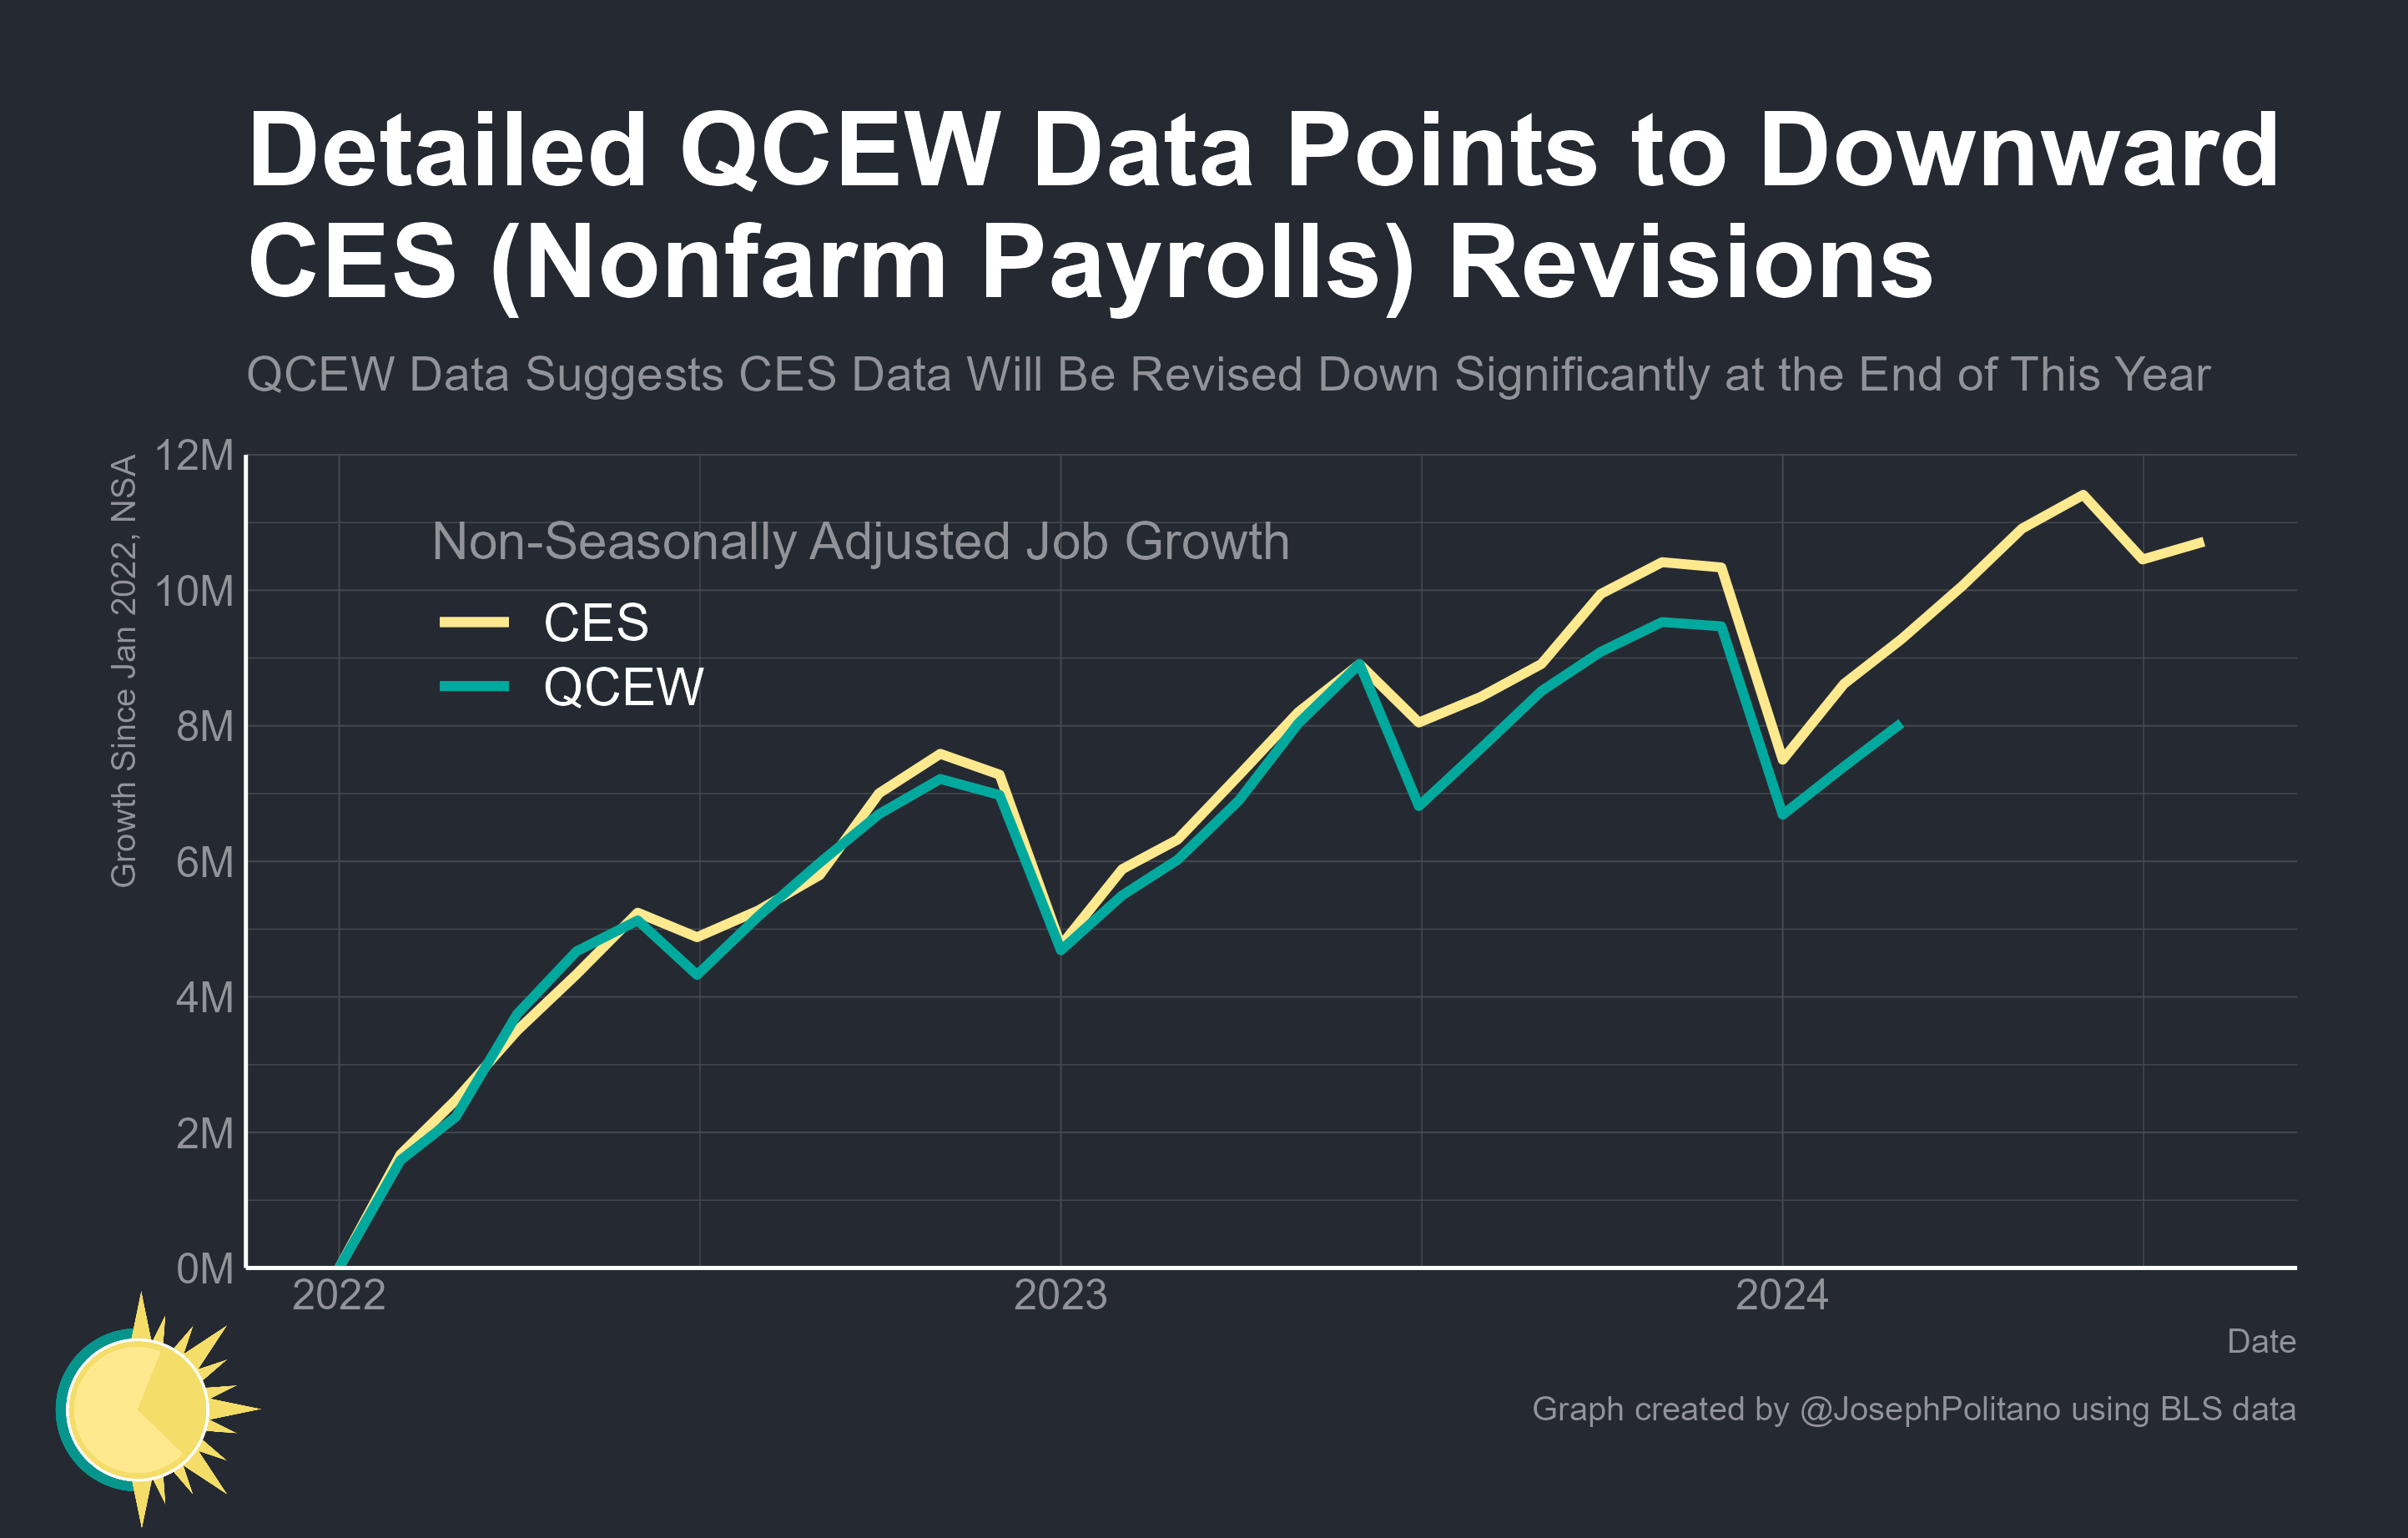 Detailed QCEW Data Points to Downward
CES (Nonfarm Payrolls) Revisions
QCEW Data Suggests CES Data Will Be Revised Down Significantly at the End of This Year
Growth Since Jan 2022, NSA
12M
10M
8M
6M
4M
2M
0M
Non-Seasonally Adjusted Job Growth
CES
QCEW
2022
2023
2024
Date
Graph created by @JosephPolitano using BLS data